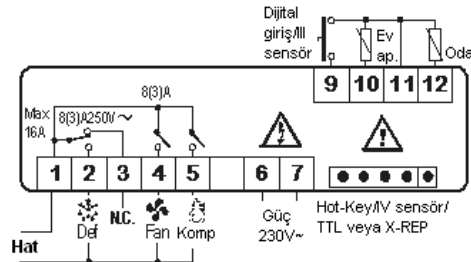 Dijital
giriş/III
sensör
Ev
ap.
Oda
9 10 11 12
8(3)A
Max
16A
8(3)A250V~
1 2 3 4 5 6 7
Def
N.C.
Fan
Komp
Güç
230V~
Hot-Key/IV sensör/
TTL veya X-REP
Hat